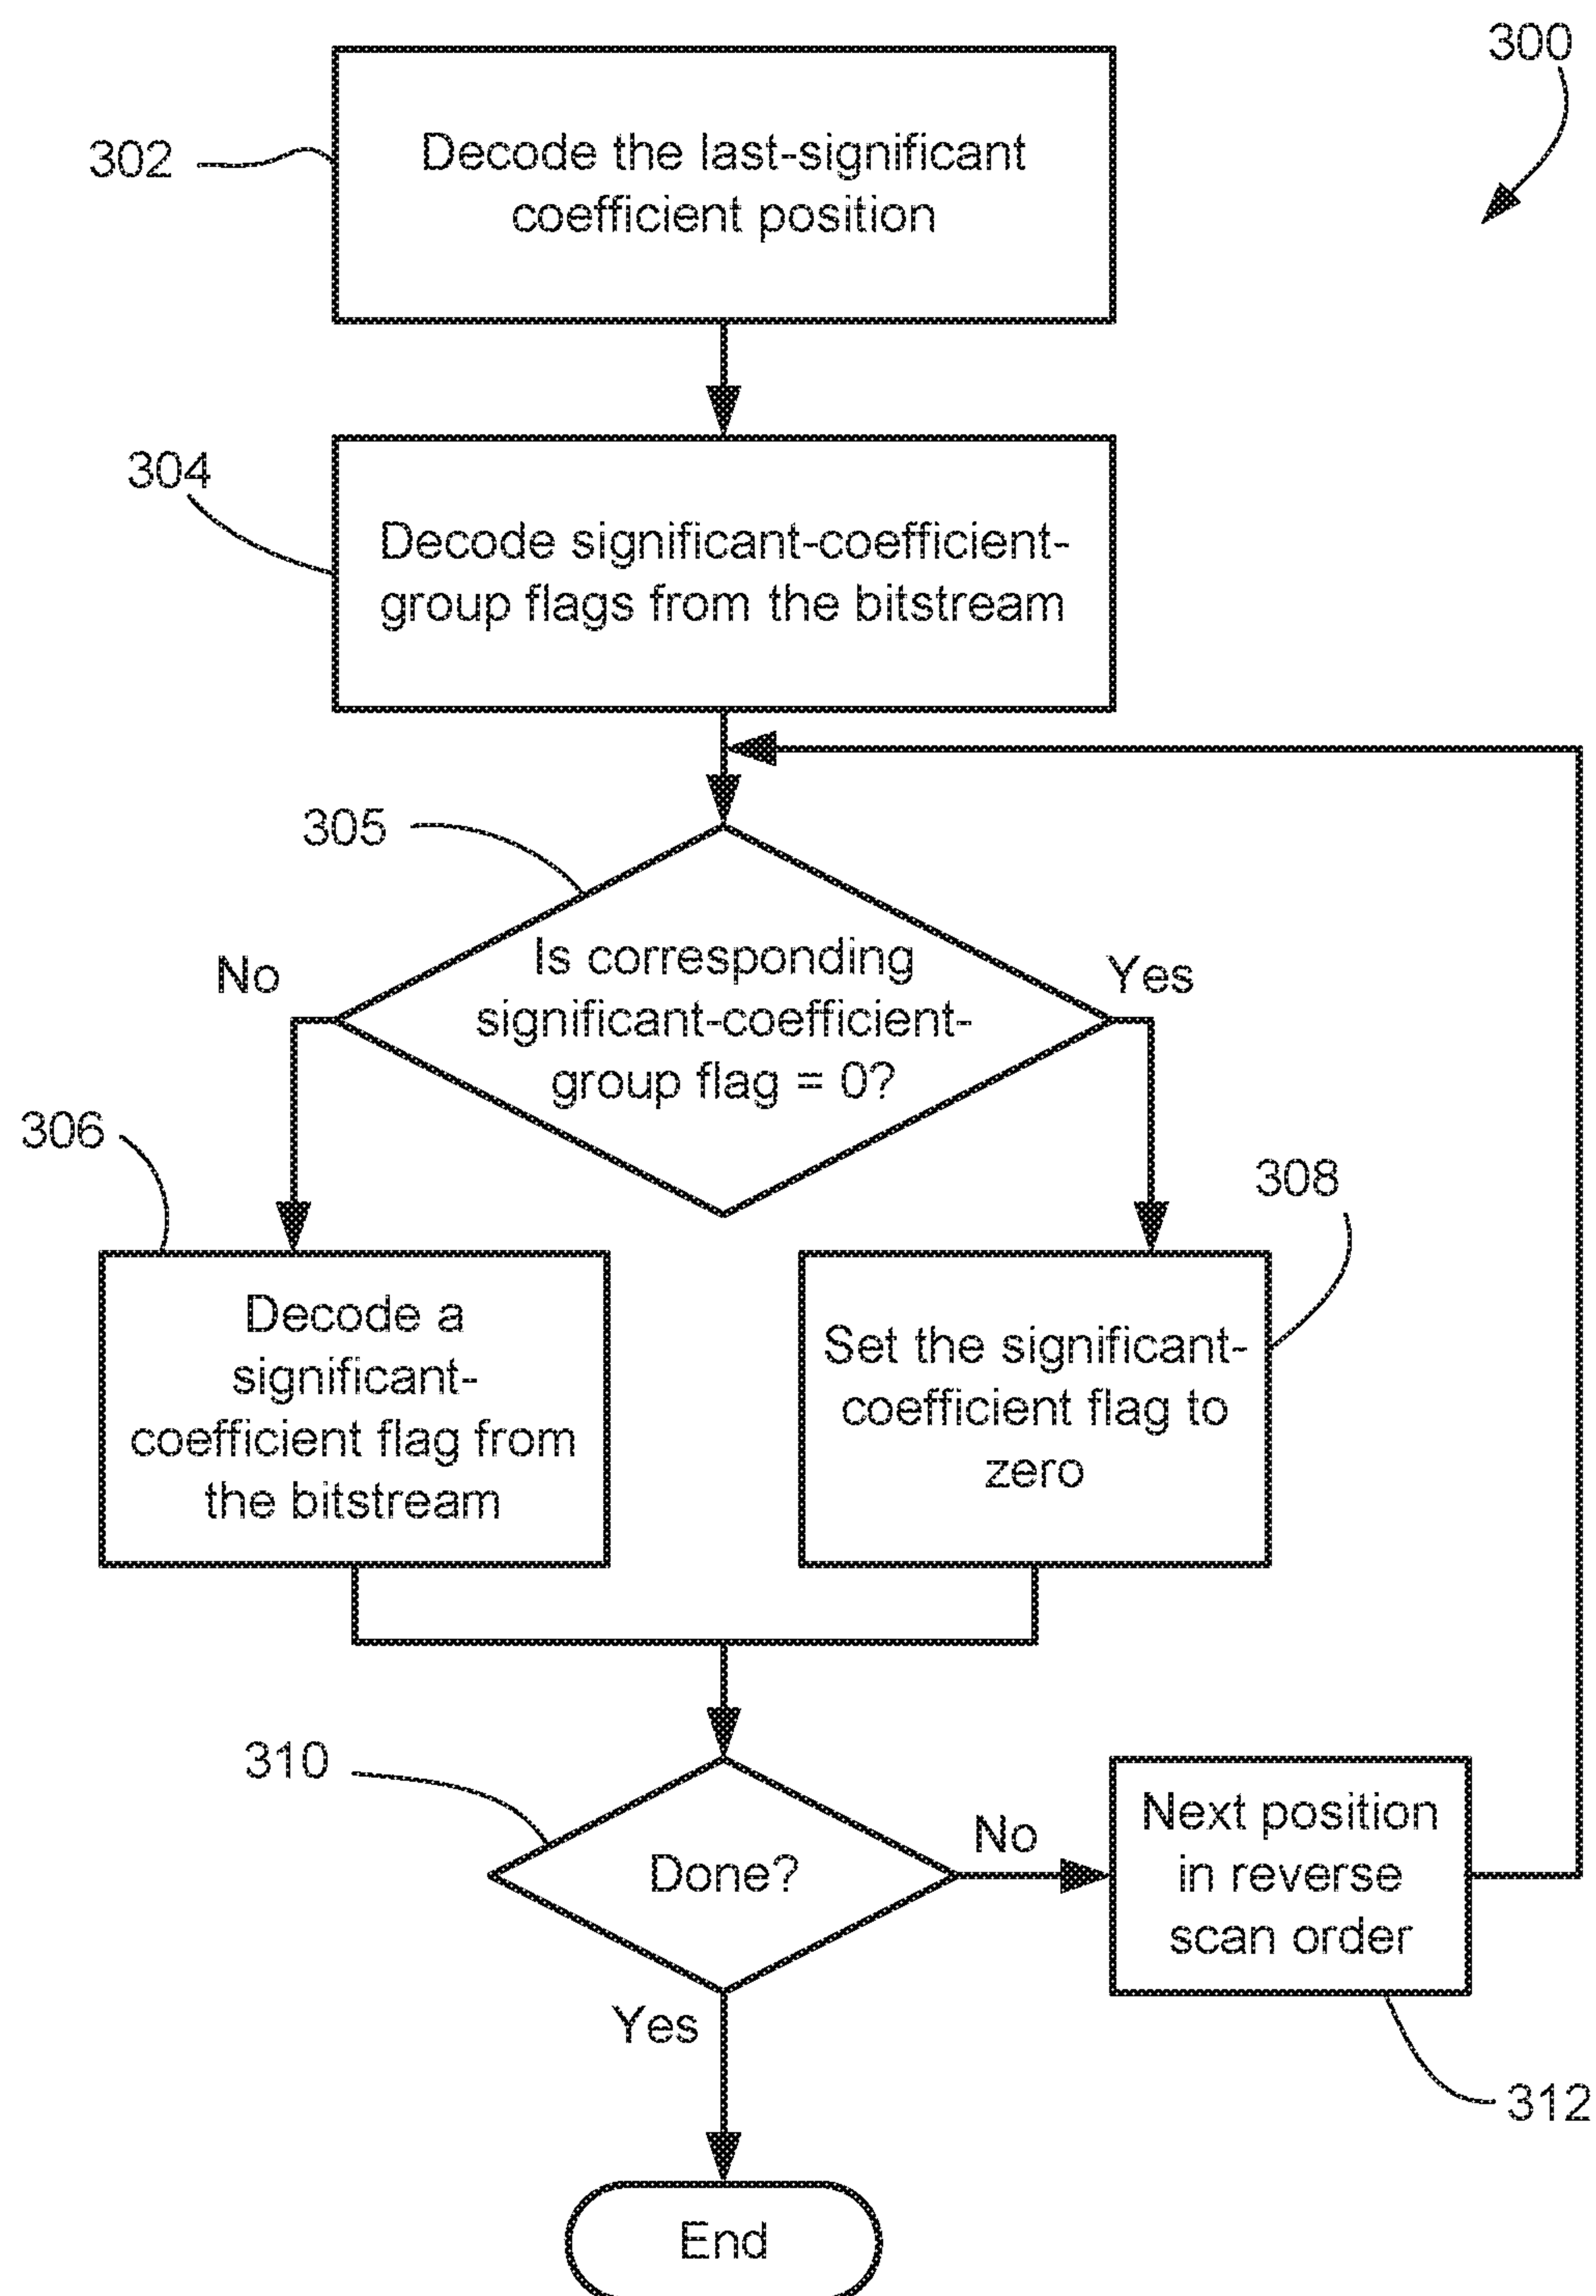 300
302
Decode the last-significant
coefficient position
304
Decode significant-coefficient-
group flags from the bitstream
305
Is corresponding
significant-coefficient-
group flag = 0?
No
Yes
306
308
Decode a
significant-
coefficient flag from
the bitstream
Set the significant-
coefficient flag to
zero
310
Done?
No
Next position
in reverse
scan order
Yes
312
End